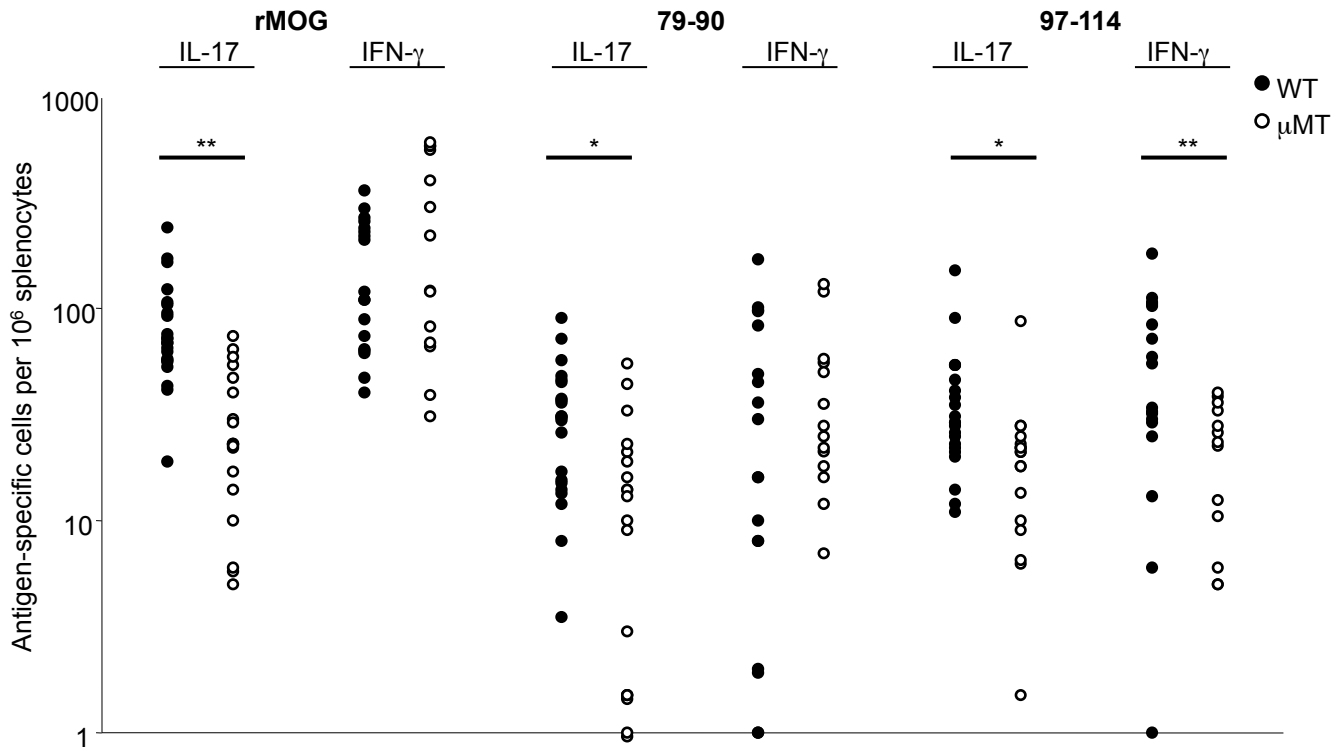 rMOG 79-90 97-114
IL-17 IFN-γ IL-17 IFN-γ IL-17 IFN-γ
WT
μMT
1000
** * * **
100
10
1
Antigen-specific cells per 10⁶ splenocytes